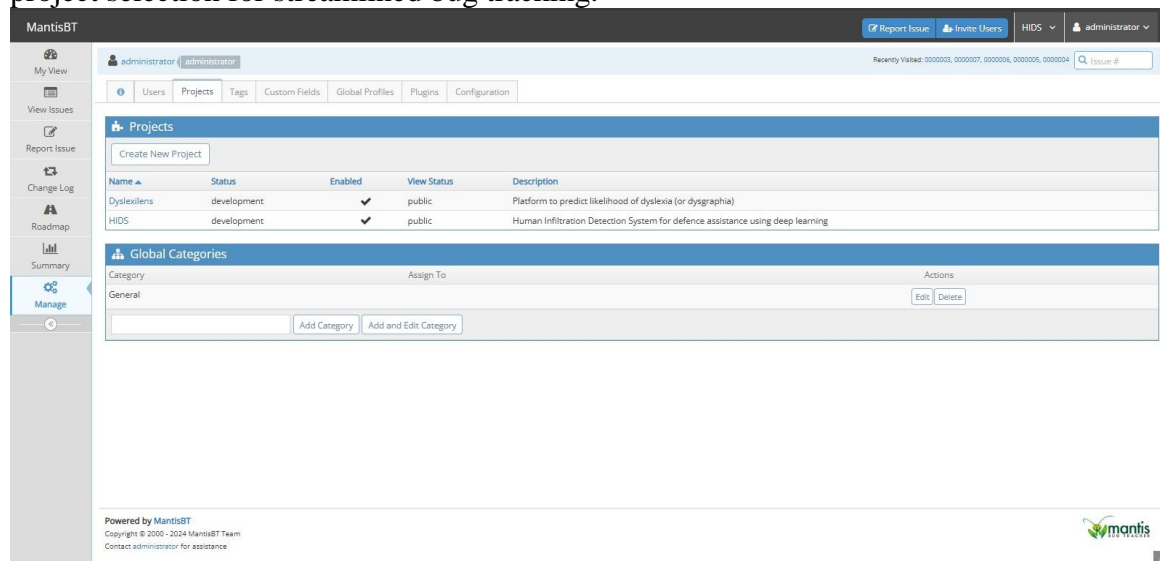 project selection for streamlined bug tracking.
MantisBT Report Issue Invite Users HIDS administrator
administrator administrator Recently Visited: 0000003, 0000007, 0000006, 0000005, 0000004 Issue #
My View
View Issues
Report Issue
Change Log
Roadmap
Summary
Manage
Users Projects Tags Custom Fields Global Profiles Plugins Configuration
Projects
Create New Project
Name Status Enabled View Status Description
Dyslexilens development public Platform to predict likelihood of dyslexia (or dysgraphia)
HIDS development public Human Infiltration Detection System for defence assistance using deep learning
Global Categories
Category Assign To Actions
General Edit Delete
Add Category Add and Edit Category
Powered by MantisBT
Copyright © 2000 - 2024 MantisBT Team
Contact administrator for assistance
mantis
BUG TRACKER